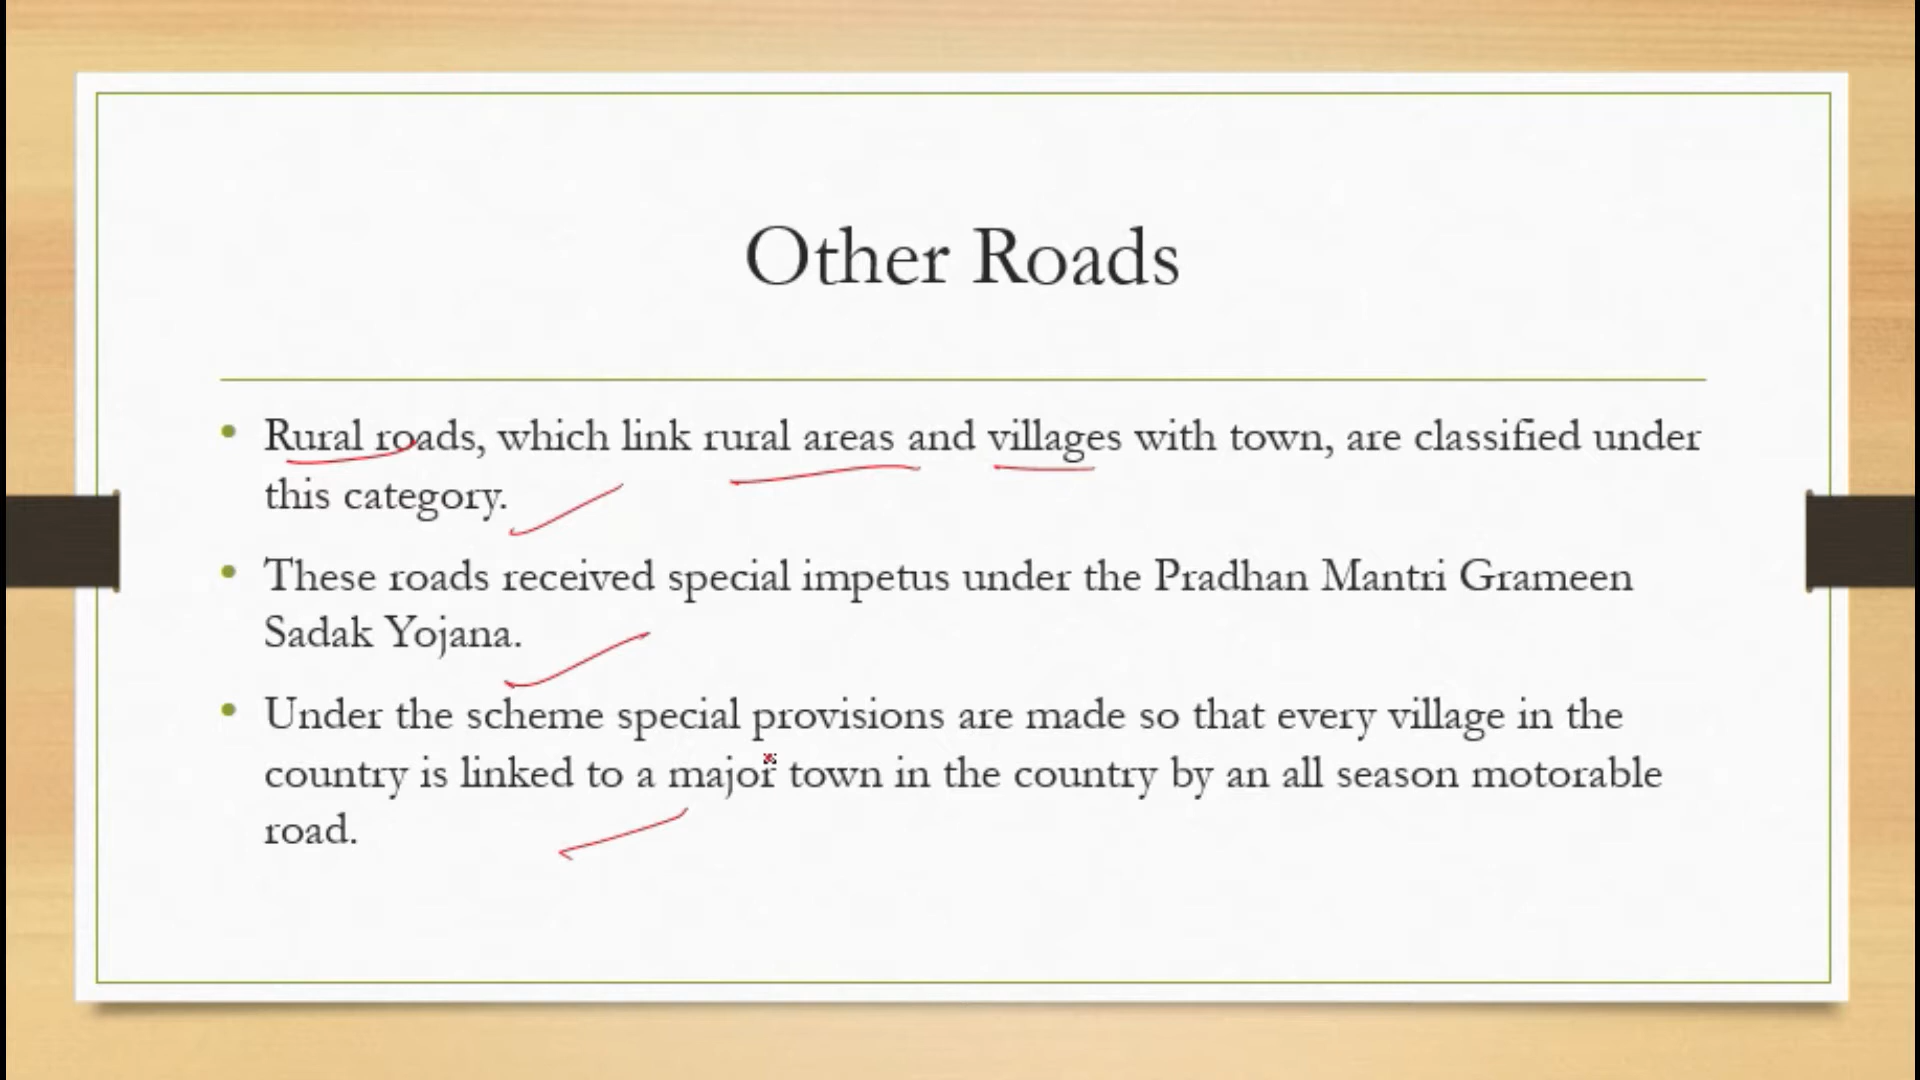 Other Roads
• Rural roads, which link rural areas and villages with town, are classified under
this category.
• These roads received special impetus under the Pradhan Mantri Grameen
Sadak Yojana.
• Under the scheme special provisions are made so that every village in the
country is linked to a major town in the country by an all season motorable
road.